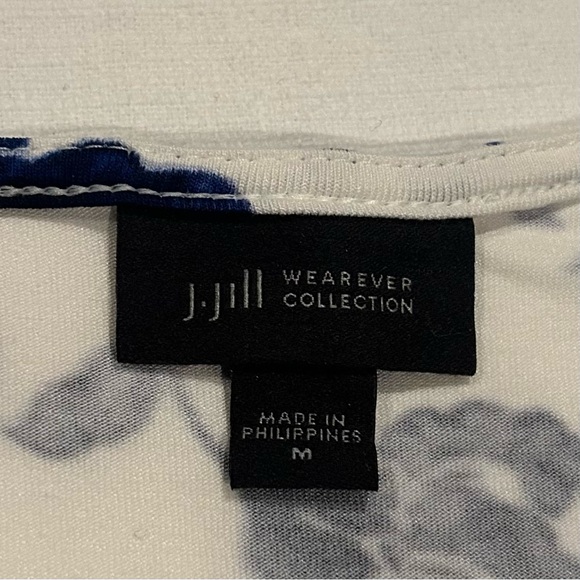 J.Jill WEAREVER
COLLECTION
MADE IN
PHILIPPINES
M